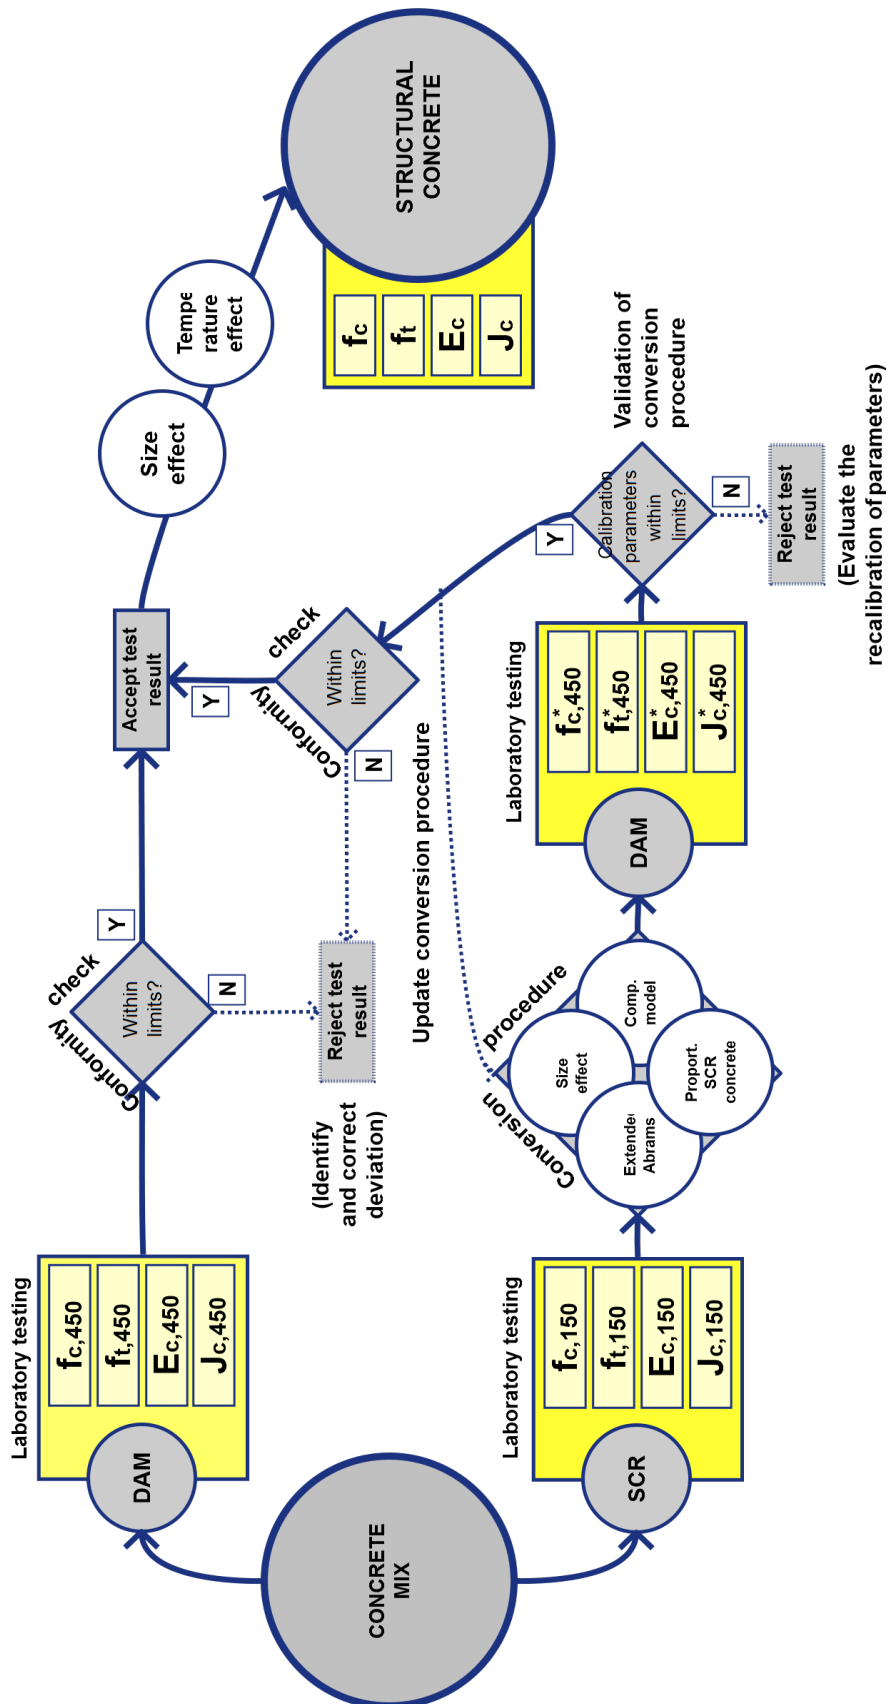 CONCRETE
MIX
Laboratory testing
DAM
fc,450
ft,450
Ec,450
Jc,450
Conformity check
Within
limits?
Y
N
Reject test
result
(Identify
and correct
deviation)
Accept test
result
Size
effect
Tempe
rature
effect
STRUCTURAL
CONCRETE
fc
ft
Ec
Jc
Laboratory testing
SCR
fc,150
ft,150
Ec,150
Jc,150
Conversion procedure
Size
effect
Extende
Abrams
Comp.
model
Proport.
SCR
concrete
Update conversion procedure
Laboratory testing
DAM
f*c,450
f*t,450
E*c,450
J*c,450
Calibration
parameters
within
limits?
Validation of
conversion
procedure
Y
N
Reject test
result
(Evaluate the
recalibration of parameters)
Conformity check
Within
limits?
Y
N